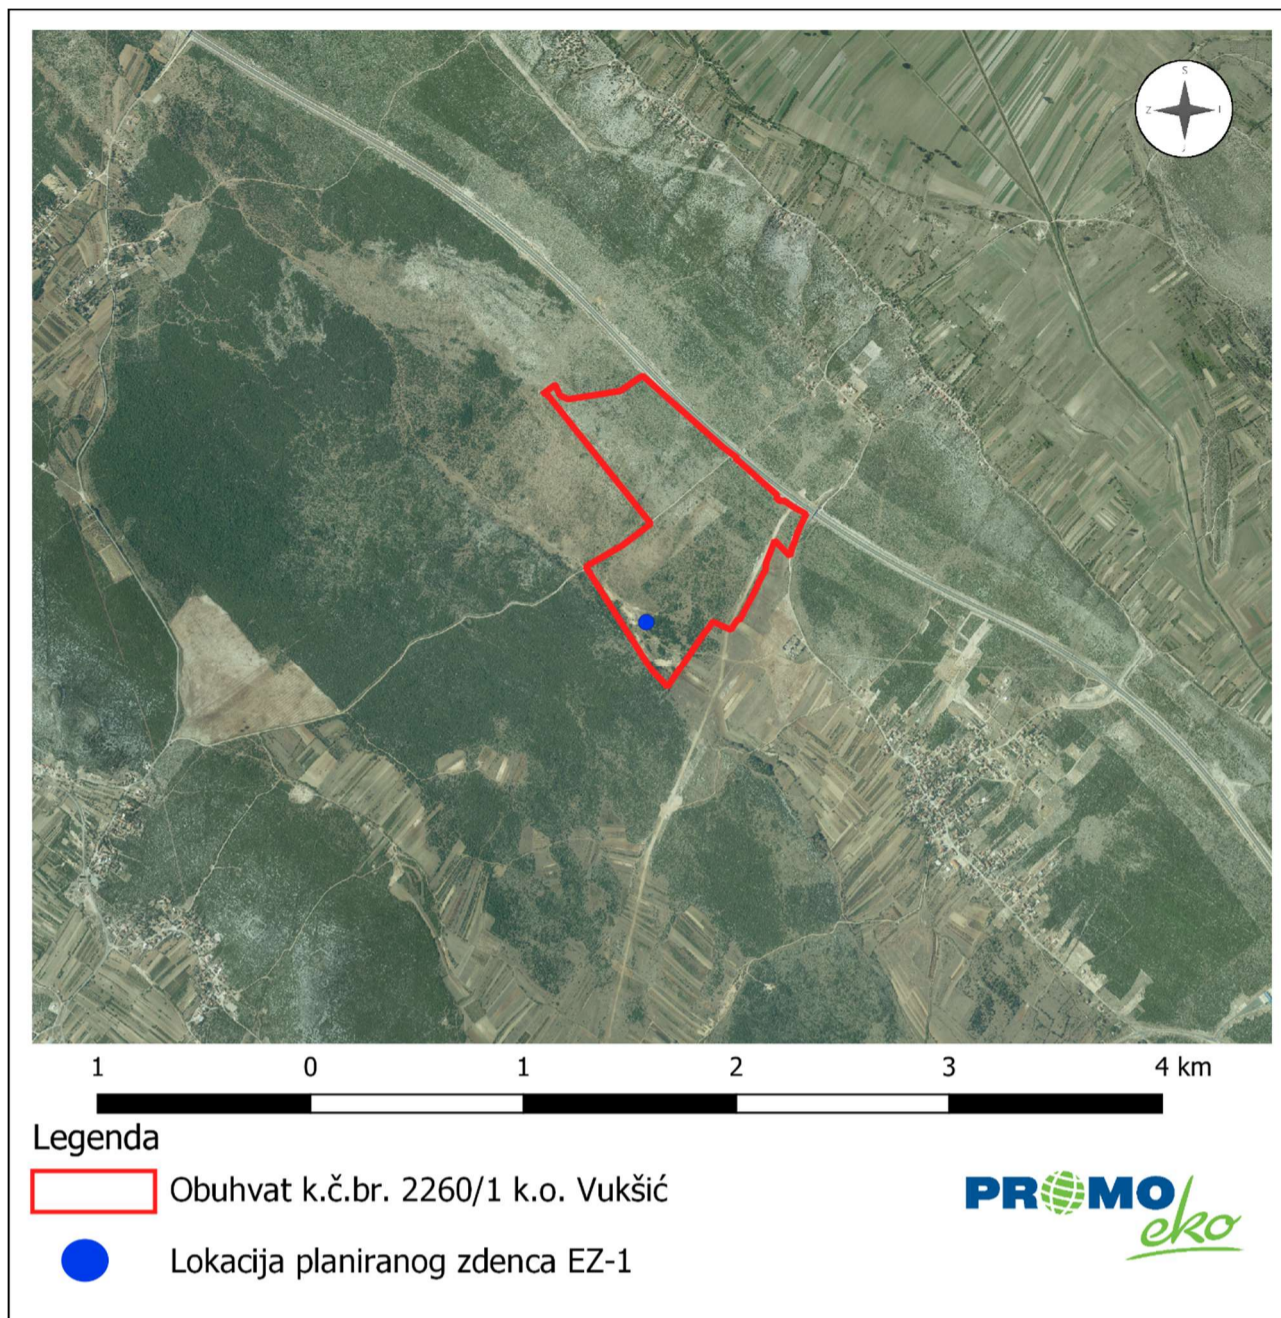 S
Z I
J
1 0 1 2 3 4 km
Legenda
Obuhvat k.č.br. 2260/1 k.o. Vukšić
Lokacija planiranog zdenca EZ-1
PROMO
eko